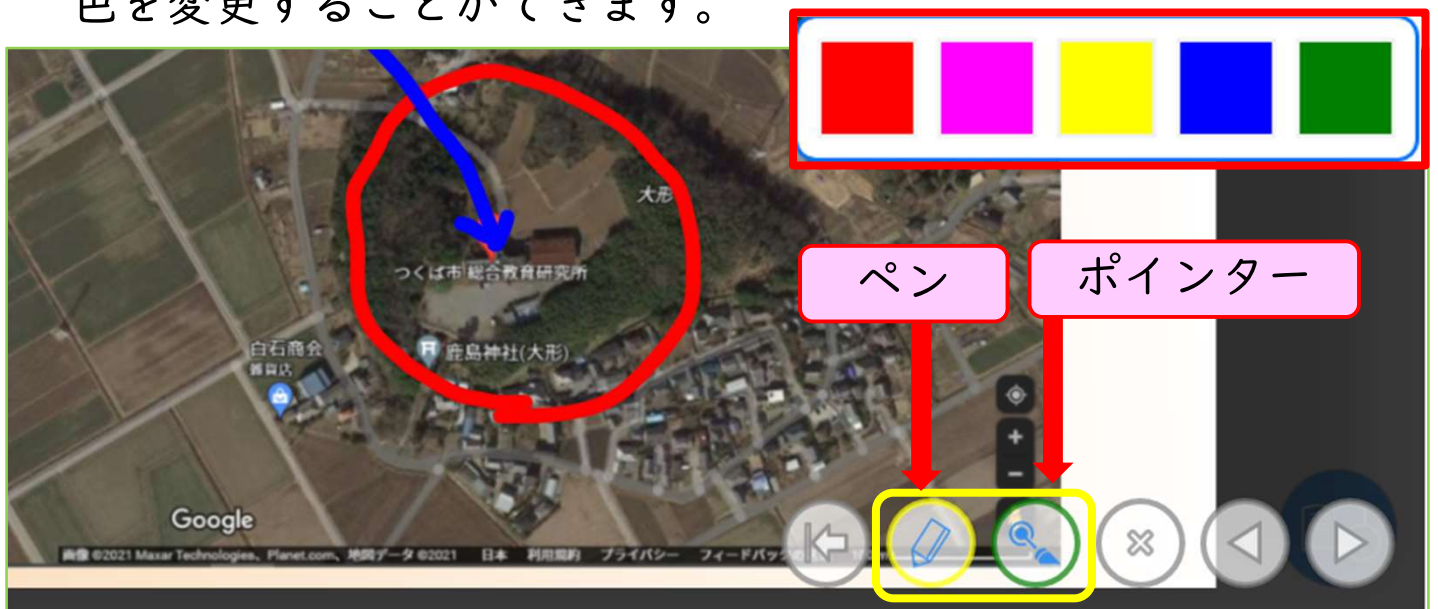 色を変更することができます。
大形
ペン
ポインター
つくば市 総合教育研究所
白石商会
雑貨店
鹿島神社(大形)
Google
画像 ©2021 Maxar Technologies、Planet.com、地図データ ©2021 日本 利用規約 プライバシー フィードバック